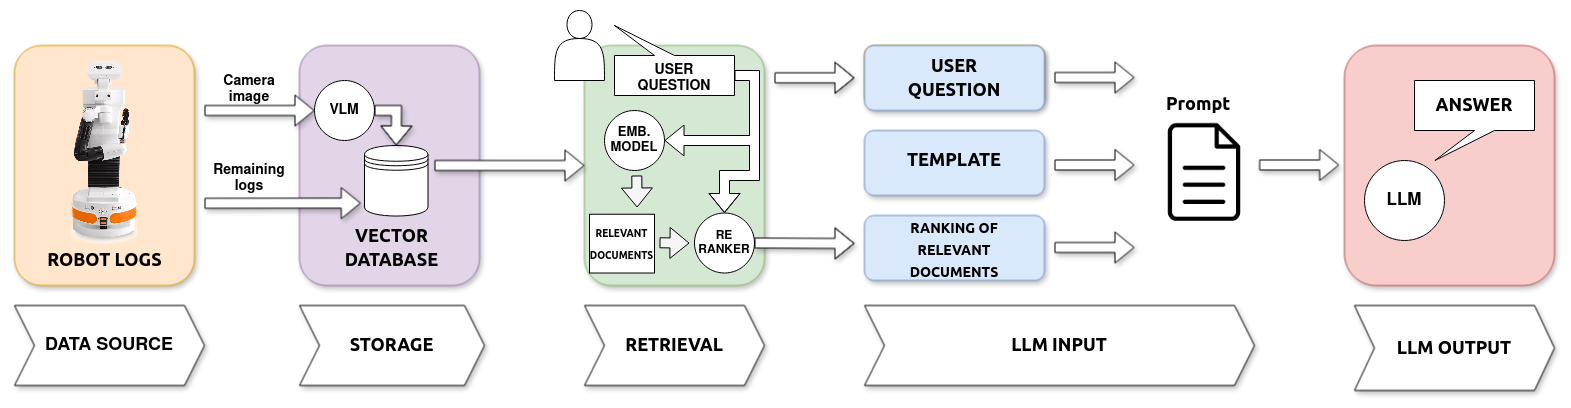 Camera
image
Remaining
logs
ROBOT LOGS
VLM
VECTOR
DATABASE
USER
QUESTION
EMB.
MODEL
RELEVANT
DOCUMENTS
RE
RANKER
USER
QUESTION
TEMPLATE
RANKING OF
RELEVANT
DOCUMENTS
Prompt
ANSWER
LLM
DATA SOURCE
STORAGE
RETRIEVAL
LLM INPUT
LLM OUTPUT